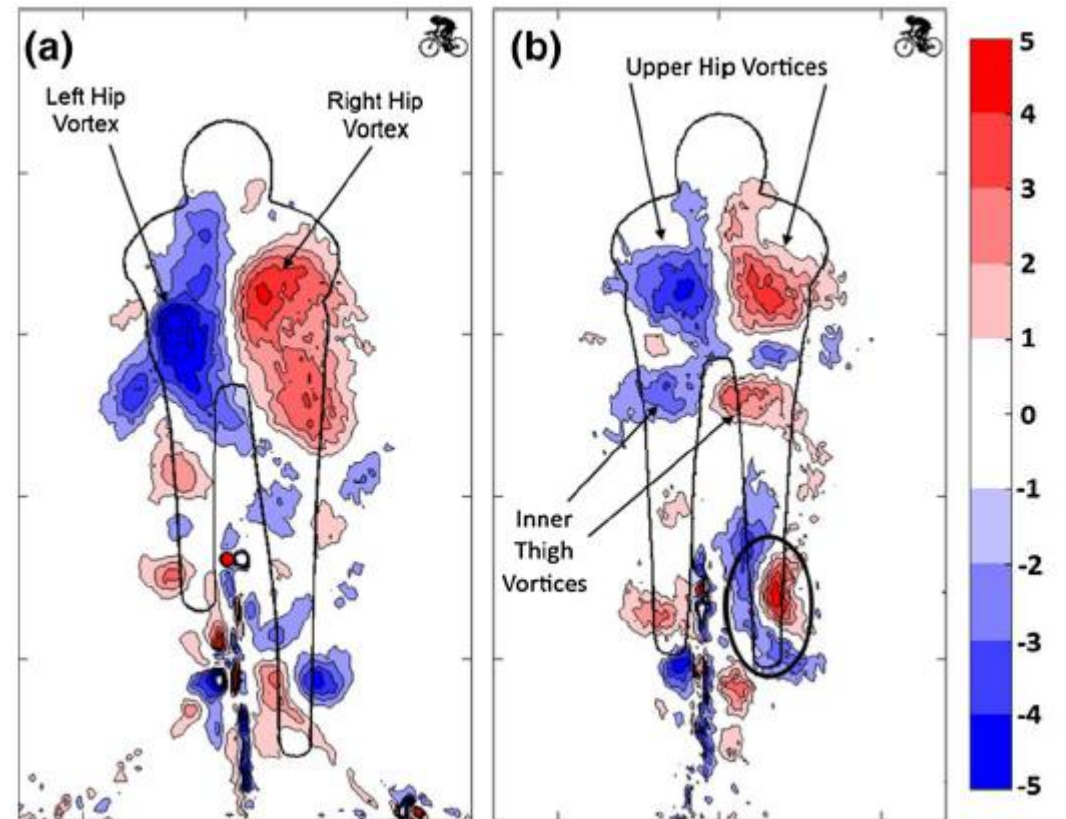 (a)
Left Hip
Vortex
Right Hip
Vortex
(b)
Upper Hip Vortices
Inner
Thigh
Vortices
5
4
3
2
1
0
-1
-2
-3
-4
-5